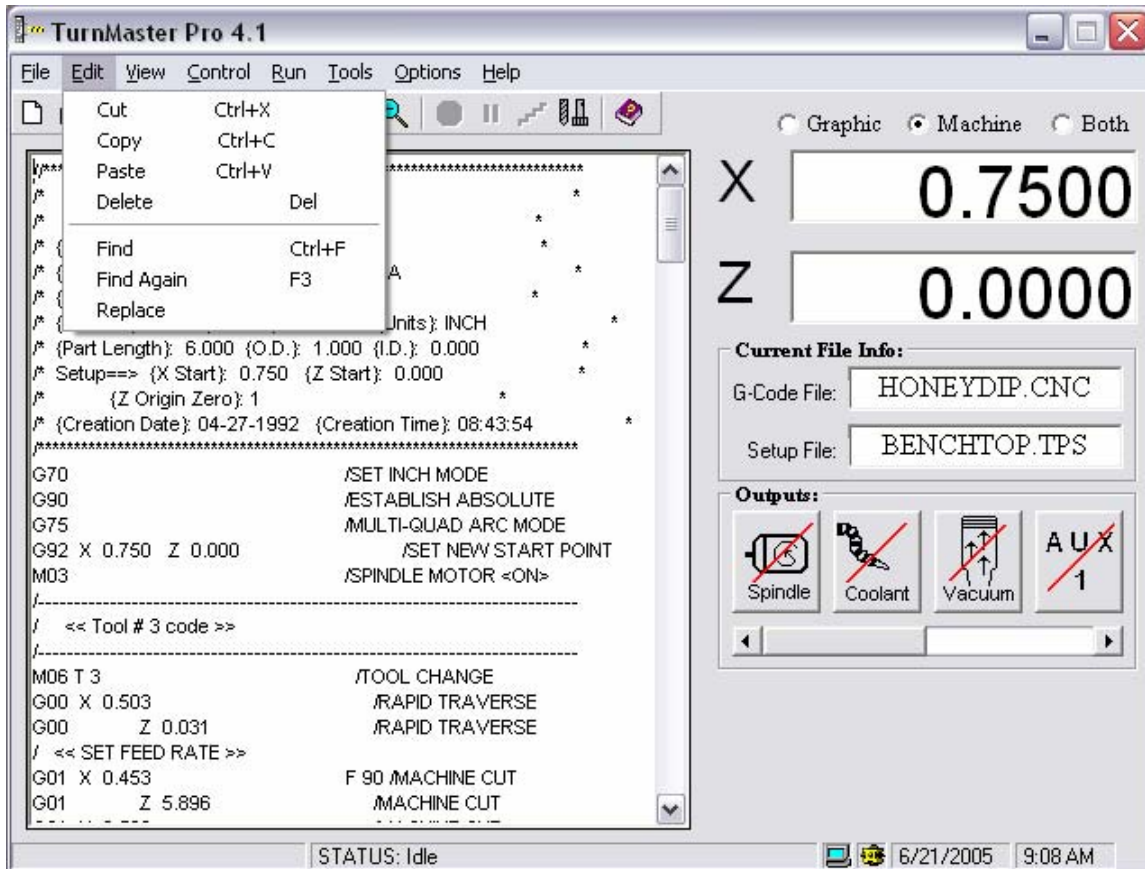 TurnMaster Pro 4.1
File Edit View Control Run Tools Options Help
Cut Ctrl+X
Copy Ctrl+C
Paste Ctrl+V
Delete Del
Find Ctrl+F
Find Again F3
Replace
Graphic Machine Both
X 0.7500
Z 0.0000
Current File Info:
G-Code File: HONEYDIP.CNC
Setup File: BENCHTOP.TPS
Outputs:
Spindle
Coolant
Vacuum
AUX 1
/* *
/* *
/* { *
/* { A *
/* { *
/* { Units}: INCH *
/* {Part Length}: 6.000 {O.D.}: 1.000 {I.D.}: 0.000 *
/* Setup==> {X Start}: 0.750 {Z Start}: 0.000 *
/* {Z Origin Zero}: 1 *
/* {Creation Date}: 04-27-1992 {Creation Time}: 08:43:54 *
G70 /SET INCH MODE
G90 /ESTABLISH ABSOLUTE
G75 /MULTI-QUAD ARC MODE
G92 X 0.750 Z 0.000 /SET NEW START POINT
M03 /SPINDLE MOTOR <ON>
/ << Tool # 3 code >>
M06 T 3 /TOOL CHANGE
G00 X 0.503 /RAPID TRAVERSE
G00 Z 0.031 /RAPID TRAVERSE
/ << SET FEED RATE >>
G01 X 0.453 F 90 /MACHINE CUT
G01 Z 5.896 /MACHINE CUT
STATUS: Idle
6/21/2005 9:08 AM